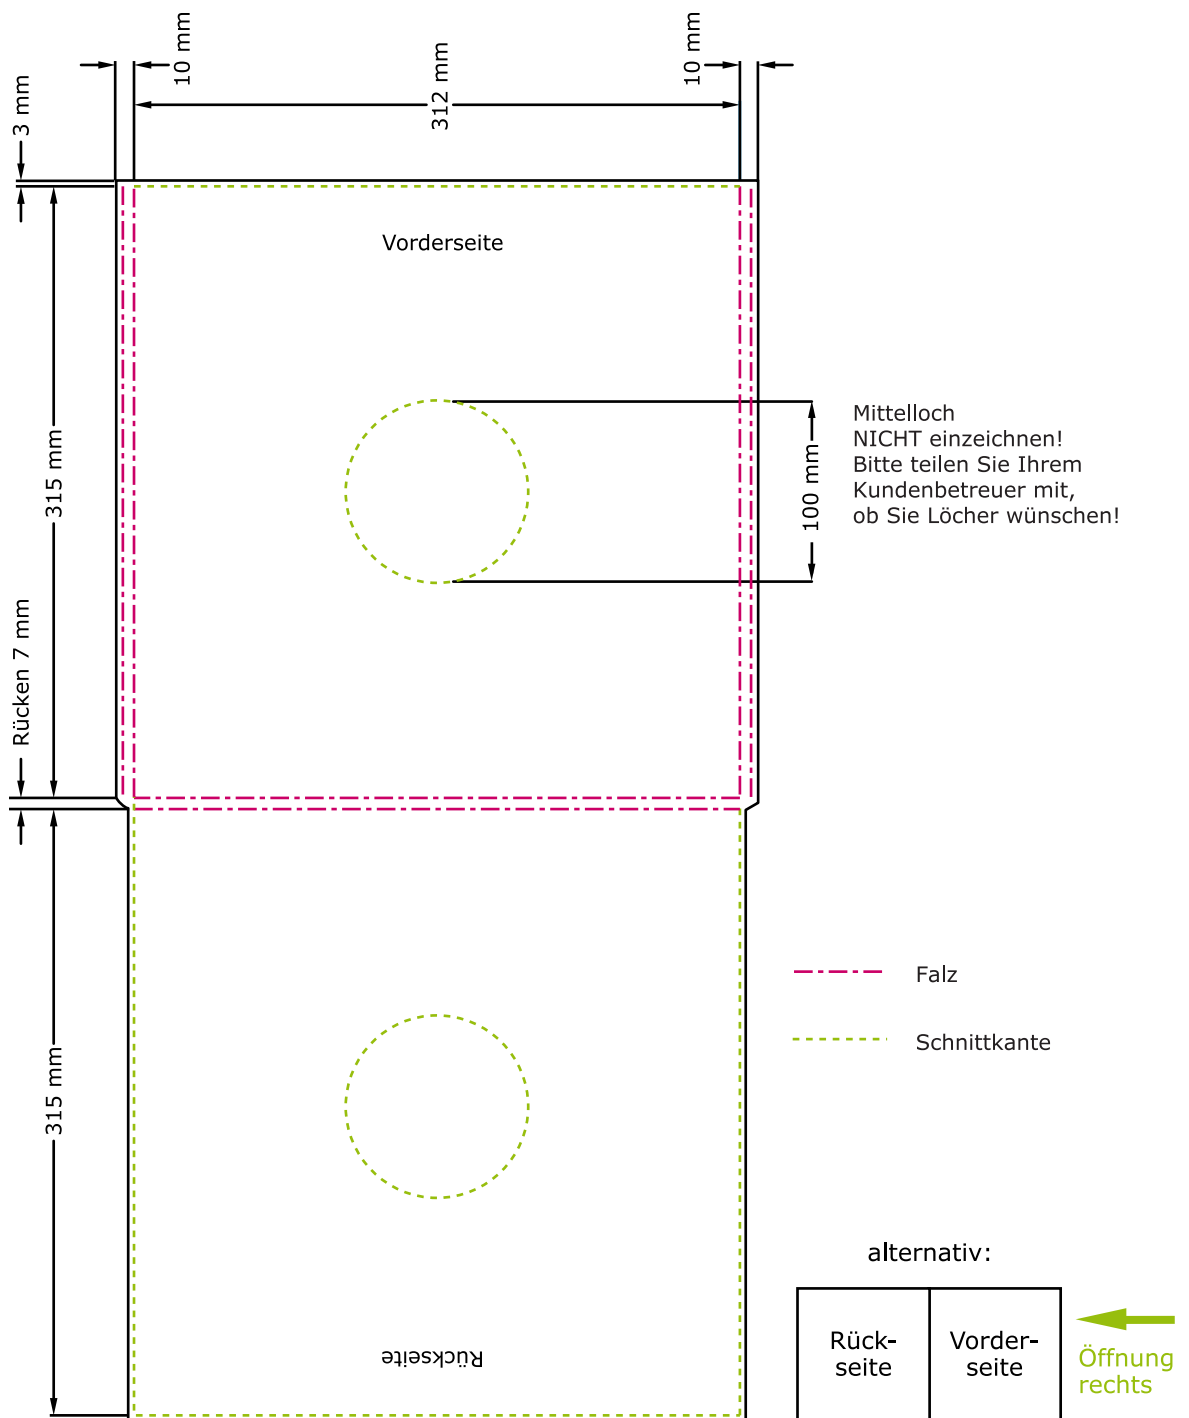 10 mm
10 mm
312 mm
3 mm
Vorderseite
315 mm
100 mm
Mittelloch
NICHT einzeichnen!
Bitte teilen Sie Ihrem
Kundenbetreuer mit,
ob Sie Löcher wünschen!
Rücken 7 mm
Falz
Schnittkante
315 mm
alternativ:
Rück-
seite
Vorder-
seite
Öffnung
rechts
Rückseite